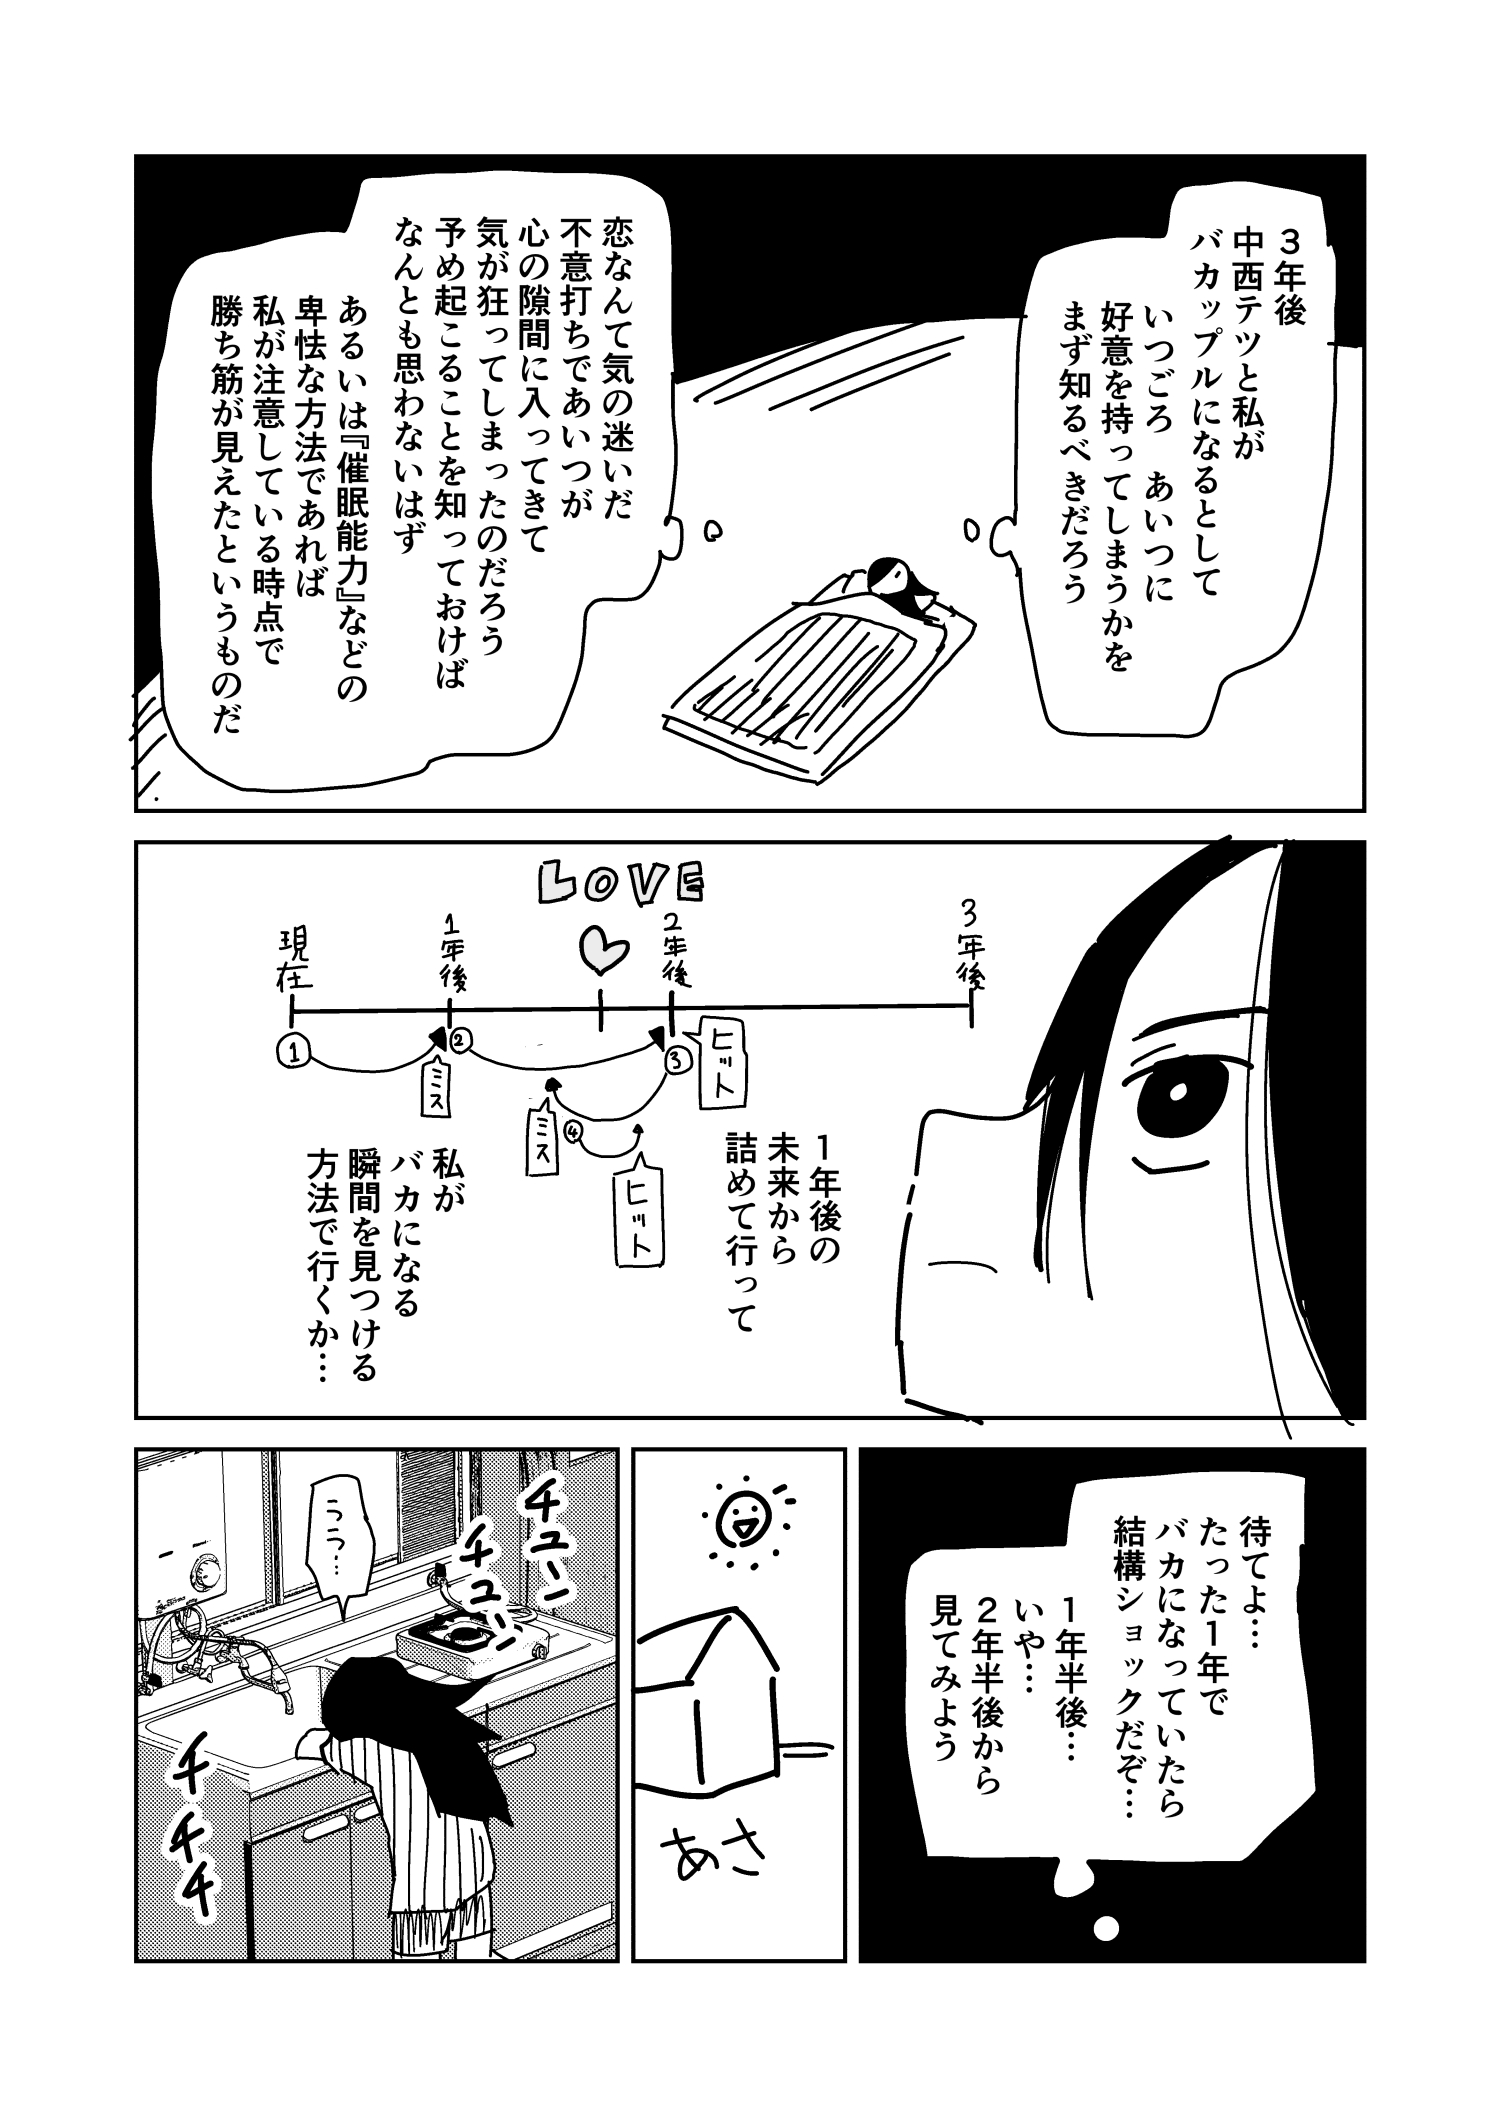 3年後
中西テツと私が
バカップルになるとして
いつごろ あいつに
好意を持ってしまうかを
まず知るべきだろう
恋なんて気の迷いだ
不意打ちであいつが
心の隙間に入ってきて
気が狂ってしまったのだろう
予め起こることを知っておけば
なんとも思わないはず
あるいは『催眠能力』などの
卑怯な方法であれば
私が注意している時点で
勝ち筋が見えたというものだ
LOVE
3年後
2年後
1年後
現在
①
②
③
④
ミス
ヒット
ミス
ヒット
1年後の
未来から
詰めて行って
私が
バカになる
瞬間を見つける
方法で行くか…
待てよ…
たった1年で
バカになっていたら
結構ショックだぞ…
1年半後…
いや…
2年半後から
見てみよう
あさ
チューン
チューン
うう…
チ
チ
チ